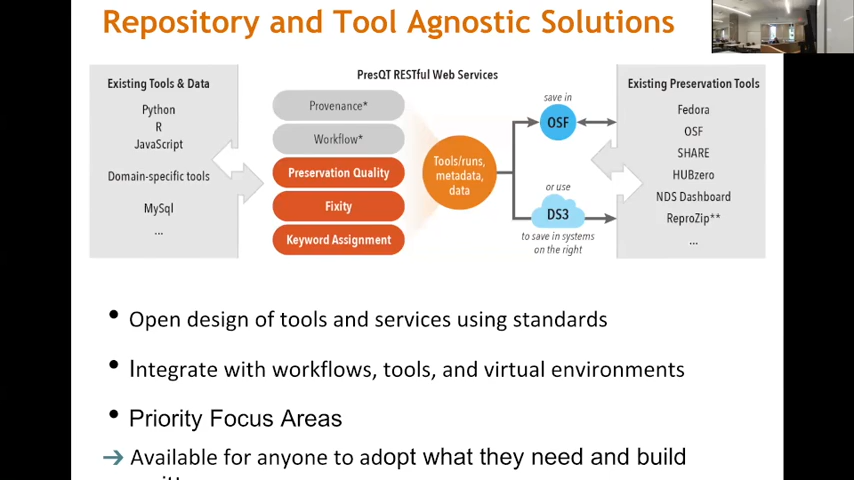 Repository and Tool Agnostic Solutions
PresQT RESTful Web Services
Existing Tools & Data
Python
R
JavaScript
Domain-specific tools
MySql
...
Provenance*
Workflow*
Preservation Quality
Fixity
Keyword Assignment
Tools/runs,
metadata,
data
save in
OSF
or use
DS3
to save in systems
on the right
Existing Preservation Tools
Fedora
OSF
SHARE
HUBzero
NDS Dashboard
ReproZip**
...
• Open design of tools and services using standards
• Integrate with workflows, tools, and virtual environments
• Priority Focus Areas
→ Available for anyone to adopt what they need and build